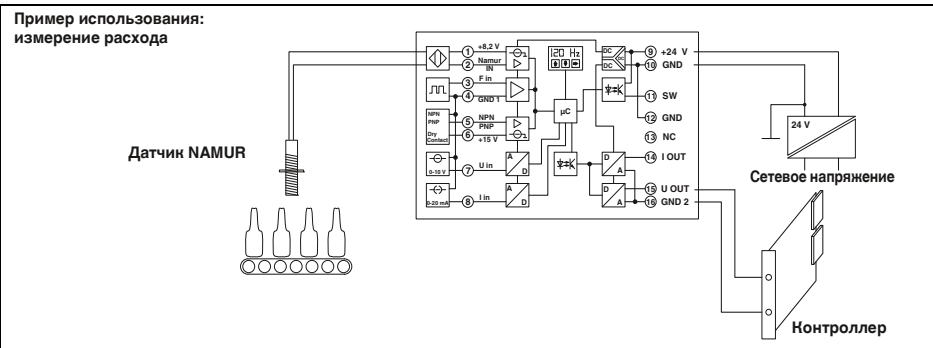 Пример использования:
измерение расхода
Датчик NAMUR
1 +8,2 V
2 Namur
IN
3 F in
4 GND 1
NPN
PNP
Dry
Contact
5 NPN
PNP
6 +15 V
0-10 V
7 U in
0-20 mA
8 I in
120 Hz
µC
A
D
A
D
DC
DC
DC
D
A
D
A
9 +24 V
10 GND
11 SW
12 GND
13 NC
14 I OUT
15 U OUT
16 GND 2
24 V
Сетевое напряжение
Контроллер